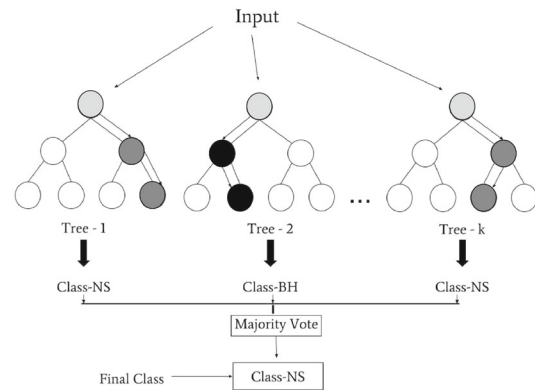 Input
...
Tree - 1 Tree - 2 Tree - k
Class-NS Class-BH Class-NS
Majority Vote
Final Class Class-NS